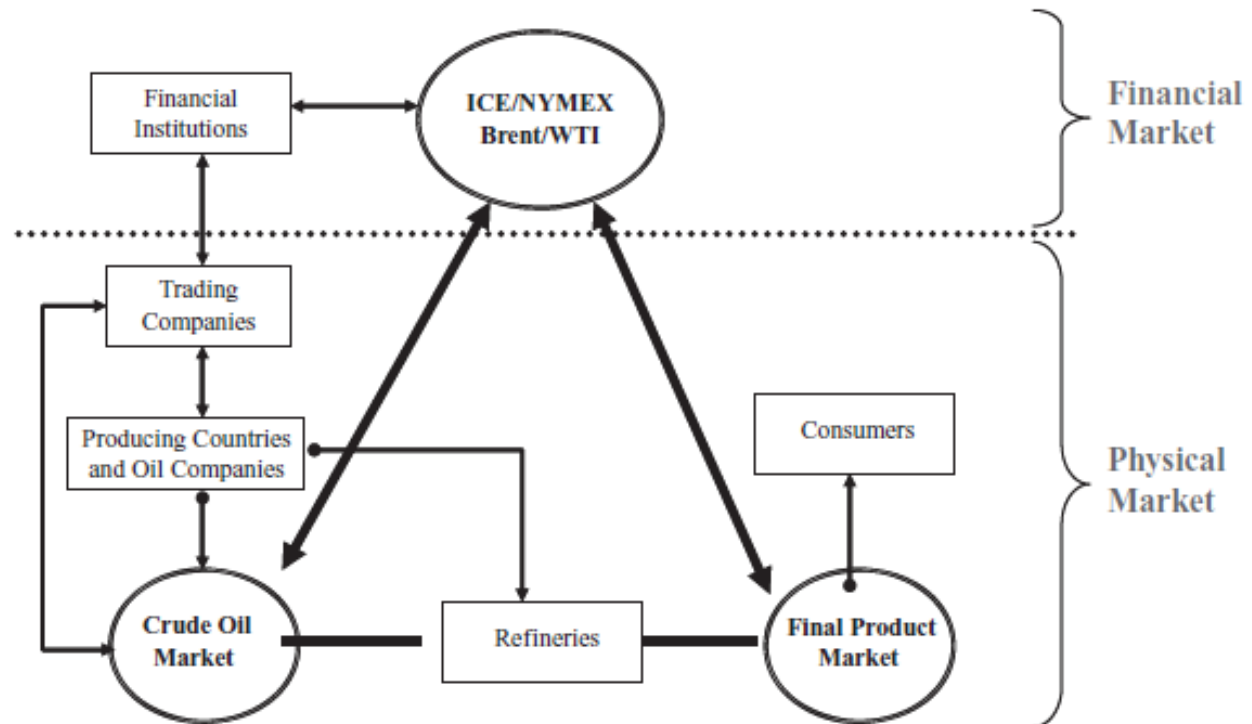 Financial
Institutions
ICE/NYMEX
Brent/WTI
Financial
Market
Trading
Companies
Producing Countries
and Oil Companies
Consumers
Physical
Market
Crude Oil
Market
Refineries
Final Product
Market